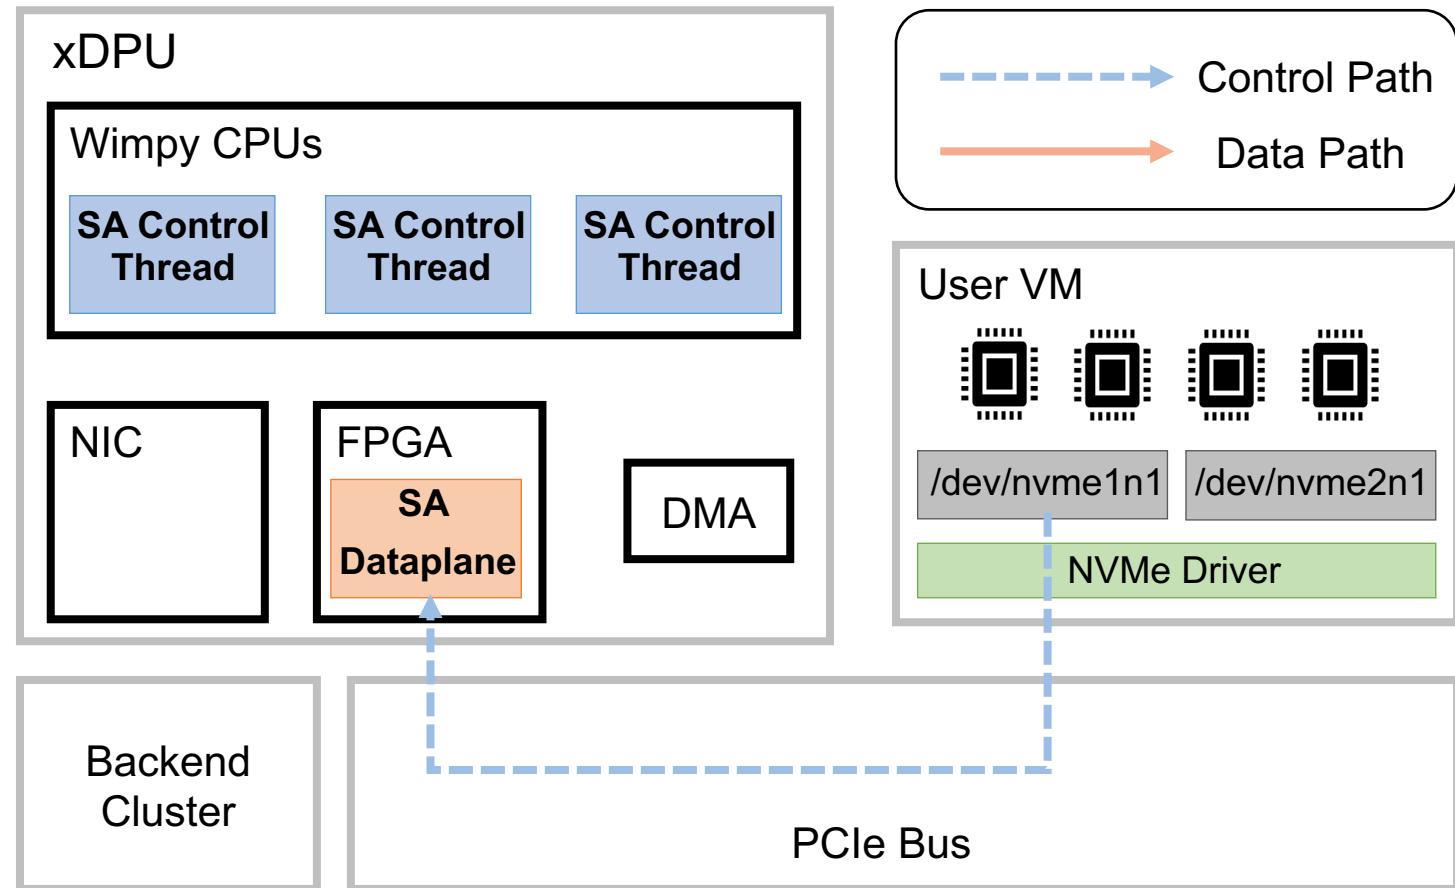 xDPU
Wimpy CPUs
SA Control
Thread
SA Control
Thread
SA Control
Thread
NIC
FPGA
SA
Dataplane
DMA
Control Path
Data Path
User VM
/dev/nvme1n1
/dev/nvme2n1
NVMe Driver
Backend
Cluster
PCIe Bus